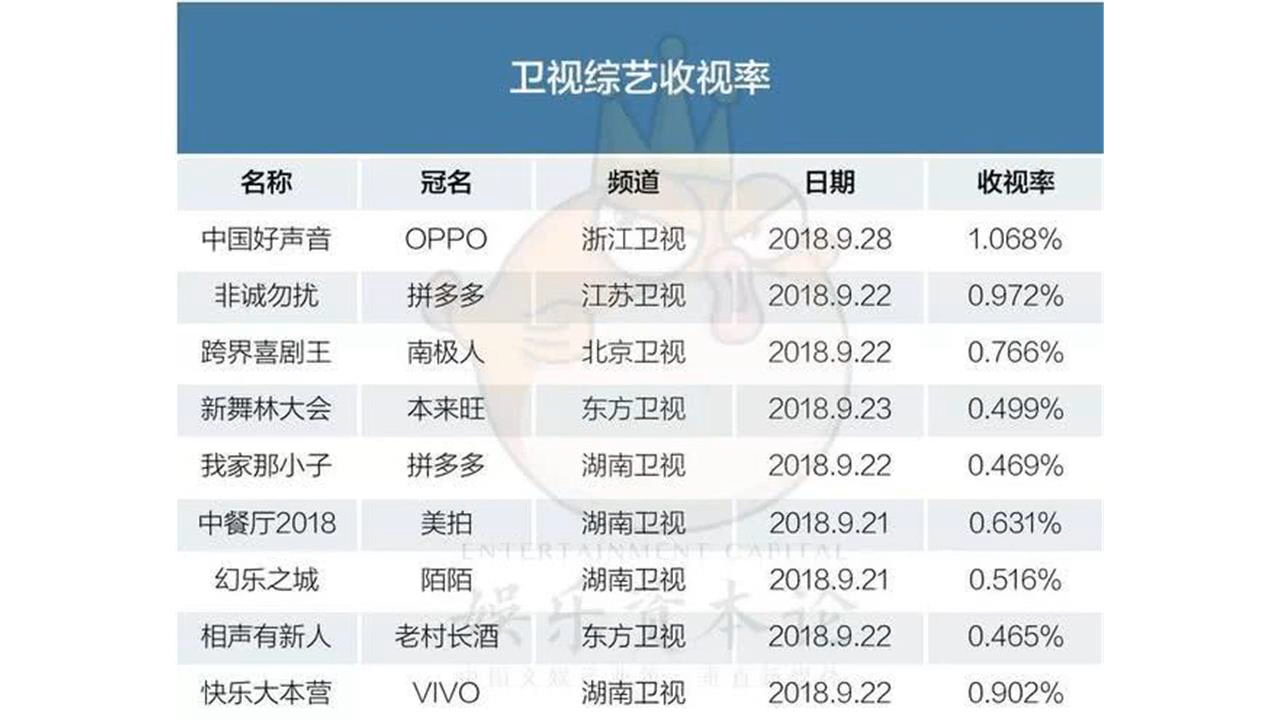 卫视综艺收视率
名称 冠名 频道 日期 收视率
中国好声音 OPPO 浙江卫视 2018.9.28 1.068%
非诚勿扰 拼多多 江苏卫视 2018.9.22 0.972%
跨界喜剧王 南极人 北京卫视 2018.9.22 0.766%
新舞林大会 本来旺 东方卫视 2018.9.23 0.499%
我家那小子 拼多多 湖南卫视 2018.9.22 0.469%
中餐厅2018 美拍 湖南卫视 2018.9.21 0.631%
ENTERTAINMENT CAPITAL
幻乐之城 陌陌 湖南卫视 2018.9.21 0.516%
娱乐资本论
相声有新人 老村长酒 东方卫视 2018.9.22 0.465%
快乐大本营 VIVO 湖南卫视 2018.9.22 0.902%